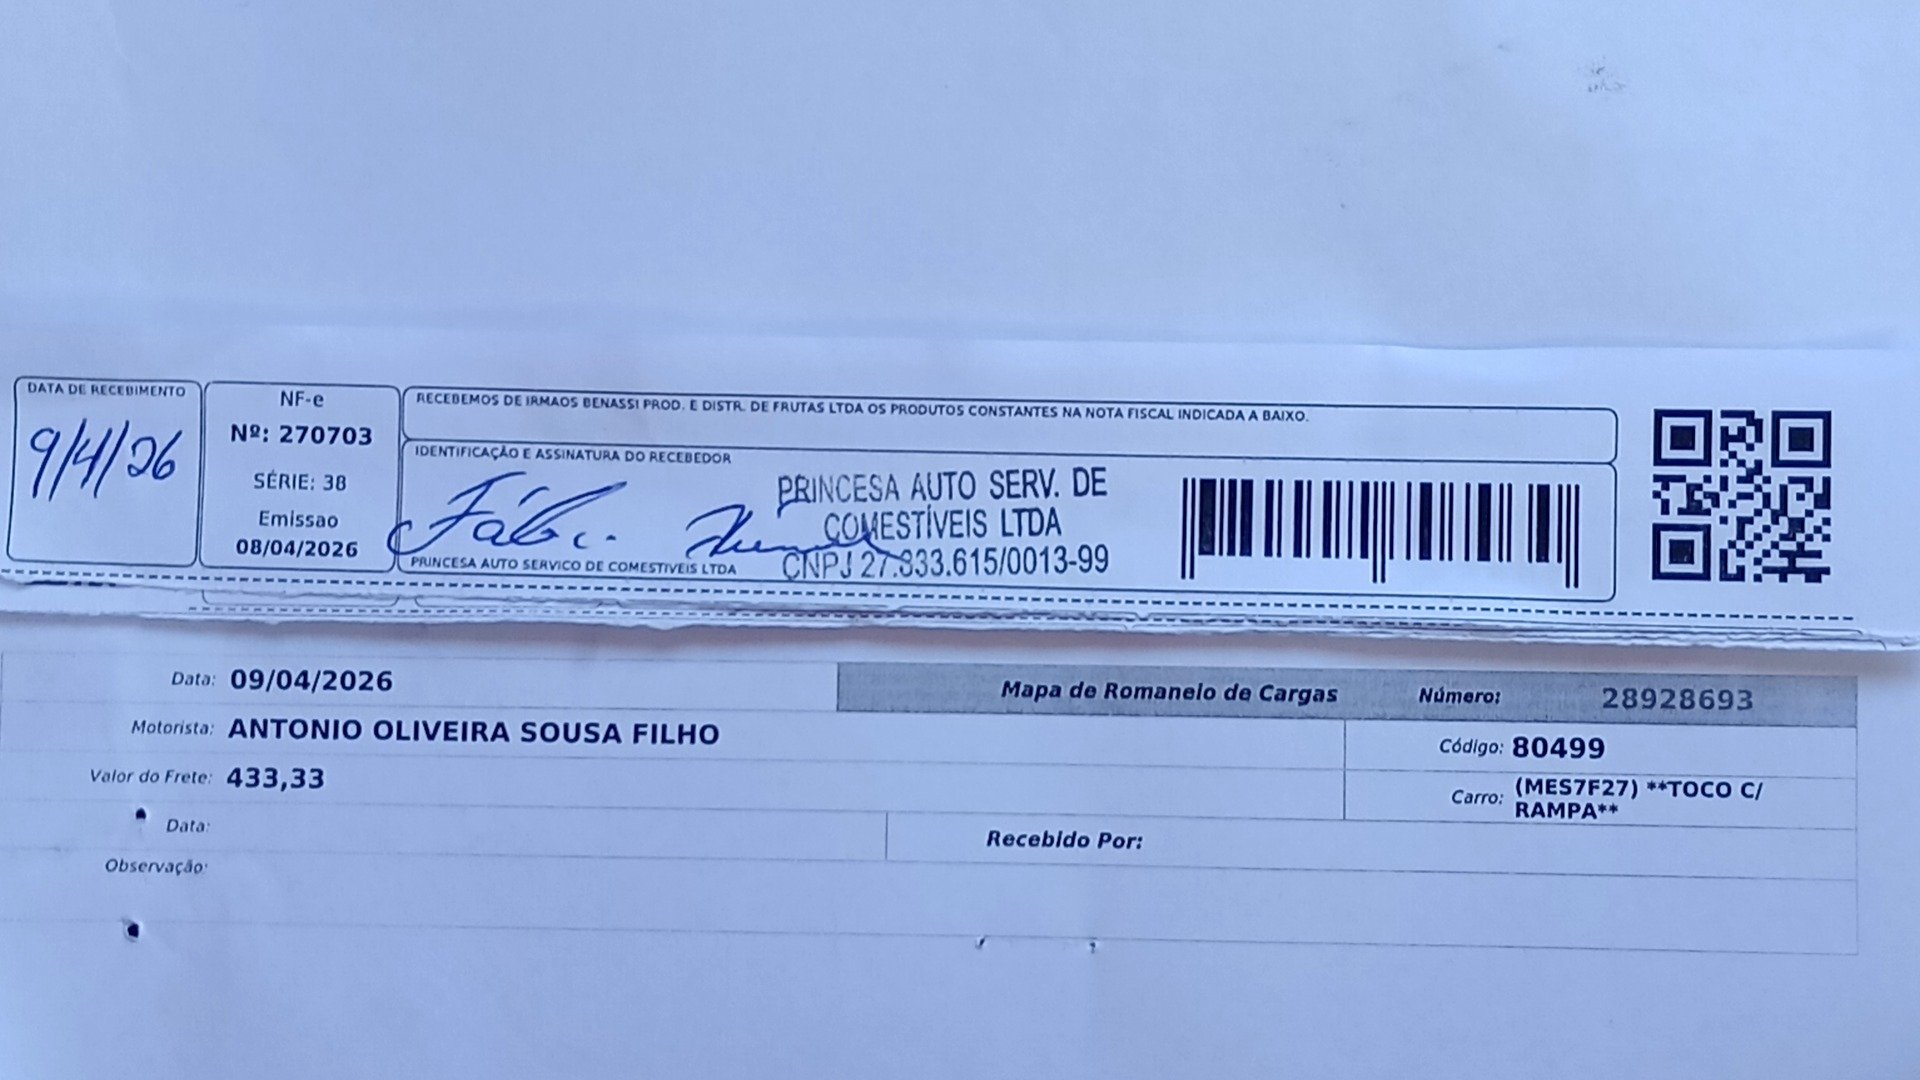 DATA DE RECEBIMENTO
9/4/26
NF-e
Nº: 270703
SÉRIE: 38
Emissao
08/04/2026
RECEBEMOS DE IRMAOS BENASSI PROD. E DISTR. DE FRUTAS LTDA OS PRODUTOS CONSTANTES NA NOTA FISCAL INDICADA A BAIXO.
IDENTIFICAÇÃO E ASSINATURA DO RECEBEDOR
PRINCESA AUTO SERV. DE
COMESTÍVEIS LTDA
CNPJ 27.833.615/0013-99
PRINCESA AUTO SERVICO DE COMESTIVEIS LTDA
Data: 09/04/2026
Mapa de Romaneio de Cargas
Número: 28928693
Motorista: ANTONIO OLIVEIRA SOUSA FILHO
Código: 80499
Valor do Frete: 433,33
Carro: (MES7F27) **TOCO C/
RAMPA**
Data:
Recebido Por:
Observação: